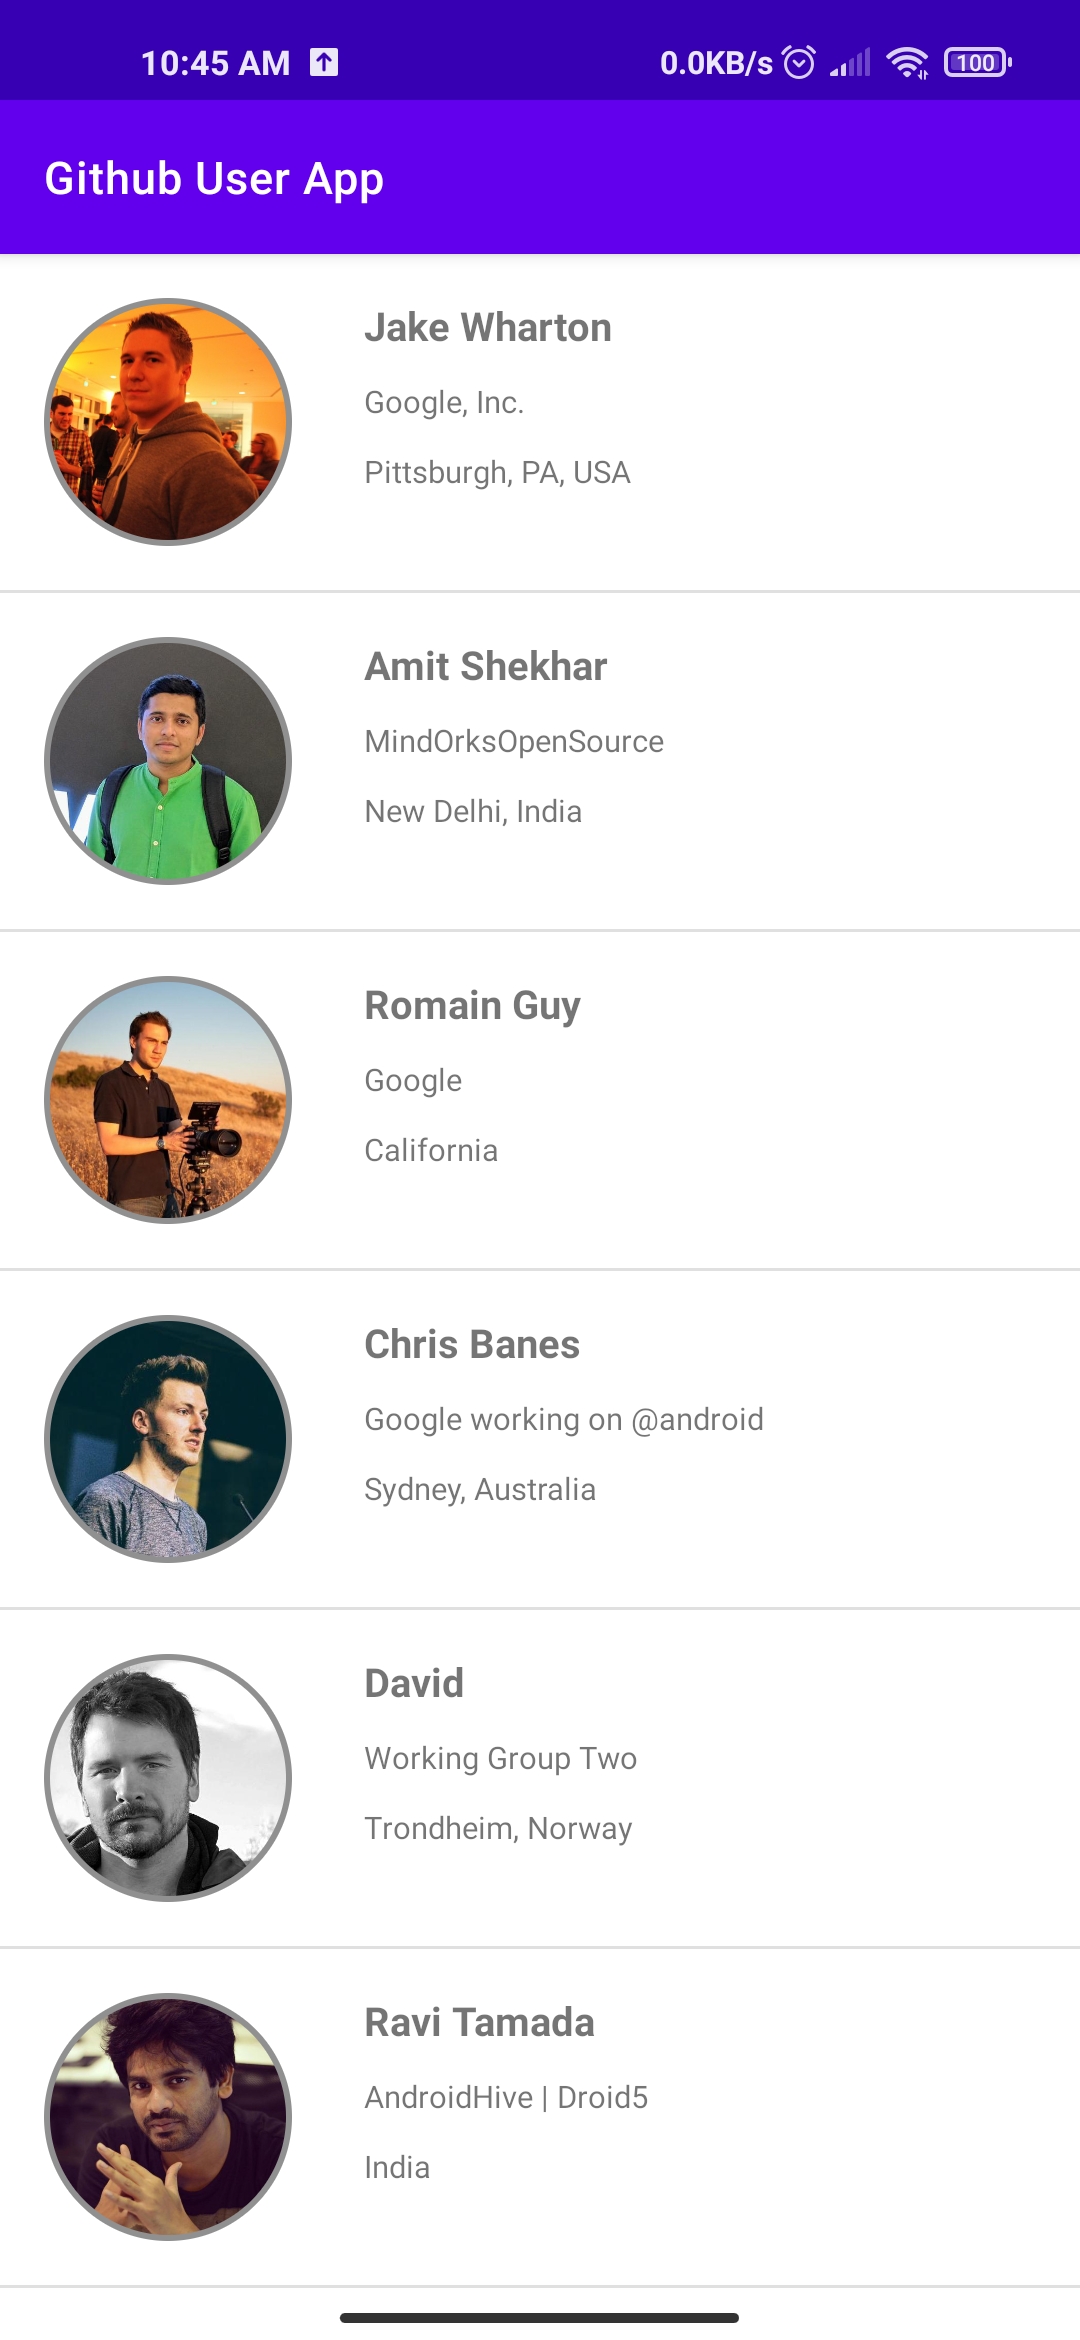 10:45 AM 0.0KB/s 100
Github User App
Jake Wharton
Google, Inc.
Pittsburgh, PA, USA
Amit Shekhar
MindOrksOpenSource
New Delhi, India
Romain Guy
Google
California
Chris Banes
Google working on @android
Sydney, Australia
David
Working Group Two
Trondheim, Norway
Ravi Tamada
AndroidHive | Droid5
India